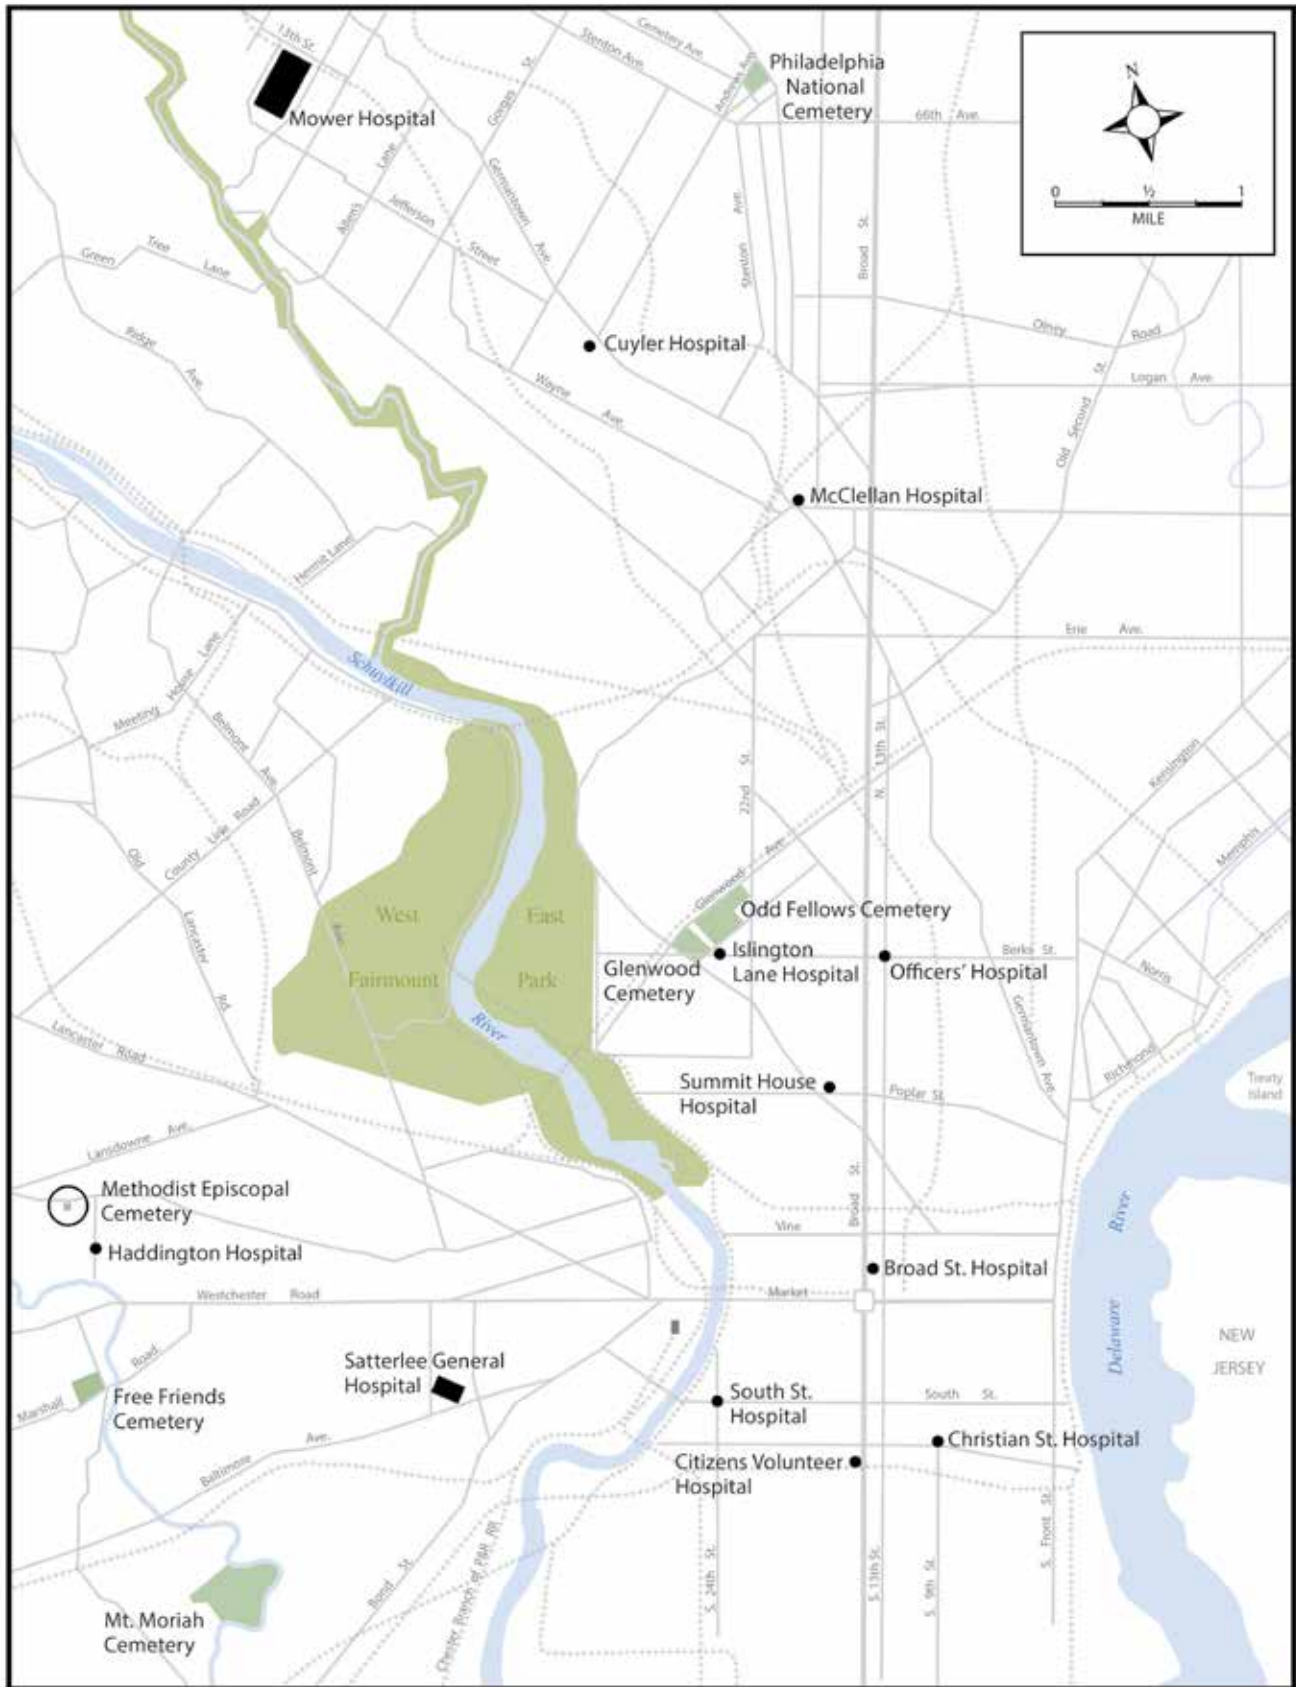 13th St.
Mower Hospital
Gorgas St.
Stenton Ave.
Cemetery Ave.
Andrews Ave.
Philadelphia
National
Cemetery
66th Ave.
N
0 ½ 1
MILE
Allen's Lane
Jefferson Street
Germantown Ave.
Stenton Ave.
Broad St.
Green Tree Lane
Ridge Ave.
Cuyler Hospital
Olney Road
Logan Ave.
Wayne Ave.
Old Second St.
McClellan Hospital
Hermit Lane
Schuylkill
Erie Ave.
Meeting House Lane
Belmont Ave.
22nd St.
N. 13th St.
Kensington
Memphis
County Line Road
Belmont Ave.
Old Lancaster Rd.
Glenwood Ave.
West
East
Fairmount
Park
River
Odd Fellows Cemetery
Islington
Lane Hospital
Glenwood
Cemetery
Officers' Hospital
Berks St.
Norris
Germantown Ave.
Richmond
Treaty
Island
Lancaster Road
Summit House
Hospital
Poplar St.
Lansdowne Ave.
Methodist Episcopal
Cemetery
Haddington Hospital
Broad St.
Vine
Broad St. Hospital
Delaware River
Westchester Road
Market
NEW
JERSEY
Satterlee General
Hospital
Marshall Road
Free Friends
Cemetery
South St.
Hospital
South St.
Christian St. Hospital
Citizens Volunteer
Hospital
Baltimore Ave.
Chester Branch of P&R RR
Bond St.
S. 24th St.
S. 13th St.
S. 9th St.
S. Front St.
Mt. Moriah
Cemetery